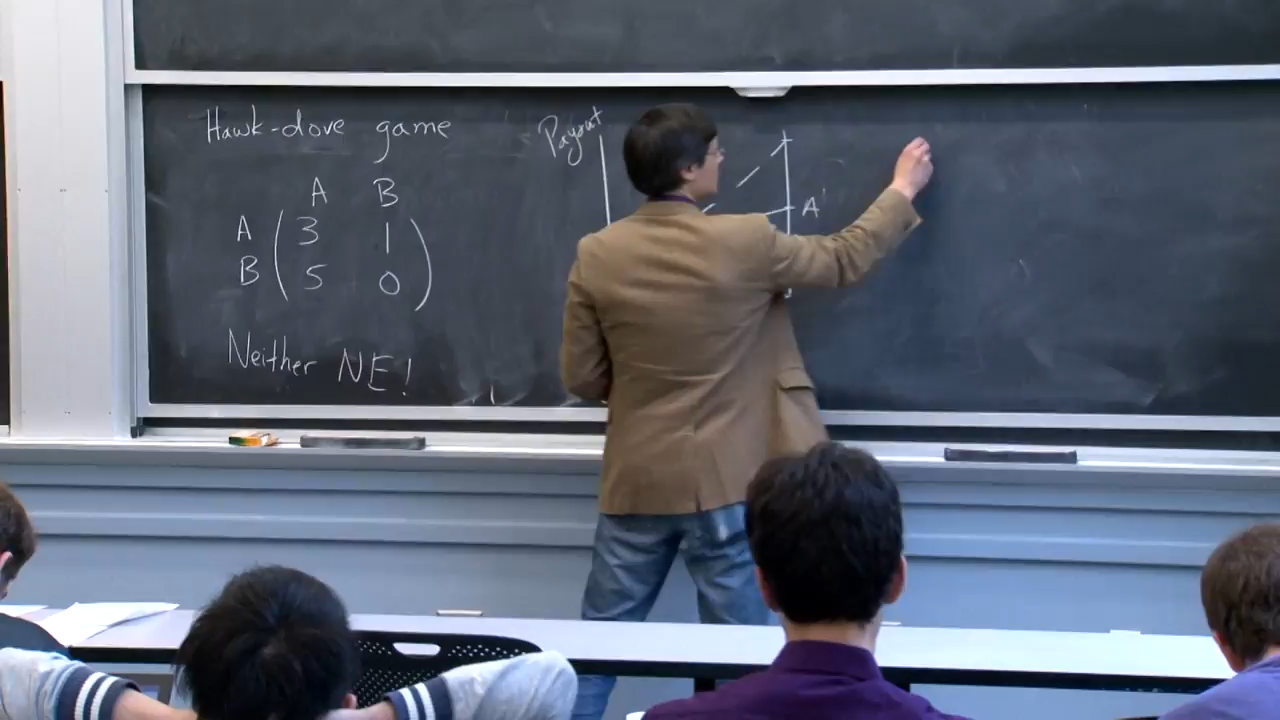 Hawk-dove game
A B
A ( 3 1
B 5 0 )
Neither NE!
Payout
A